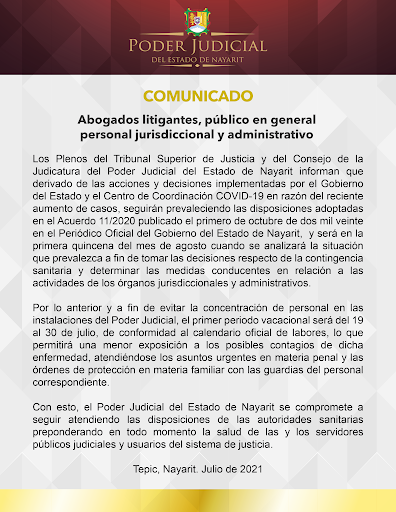 PODER JUDICIAL
DEL ESTADO DE NAYARIT
COMUNICADO
Abogados litigantes, público en general
personal jurisdiccional y administrativo
Los Plenos del Tribunal Superior de Justicia y del Consejo de la
Judicatura del Poder Judicial del Estado de Nayarit informan que
derivado de las acciones y decisiones implementadas por el Gobierno
del Estado y el Centro de Coordinación COVID-19 en razón del reciente
aumento de casos, seguirán prevaleciendo las disposiciones adoptadas
en el Acuerdo 11/2020 publicado el primero de octubre de dos mil veinte
en el Periódico Oficial del Gobierno del Estado de Nayarit, y será en la
primera quincena del mes de agosto cuando se analizará la situación
que prevalezca a fin de tomar las decisiones respecto de la contingencia
sanitaria y determinar las medidas conducentes en relación a las
actividades de los órganos jurisdiccionales y administrativos.
Por lo anterior y a fin de evitar la concentración de personal en las
instalaciones del Poder Judicial, el primer periodo vacacional será del 19
al 30 de julio, de conformidad al calendario oficial de labores, lo que
permitirá una menor exposición a los posibles contagios de dicha
enfermedad, atendiéndose los asuntos urgentes en materia penal y las
órdenes de protección en materia familiar con las guardias del personal
correspondiente.
Con esto, el Poder Judicial del Estado de Nayarit se compromete a
seguir atendiendo las disposiciones de las autoridades sanitarias
preponderando en todo momento la salud de las y los servidores
públicos judiciales y usuarios del sistema de justicia.
Tepic, Nayarit. Julio de 2021